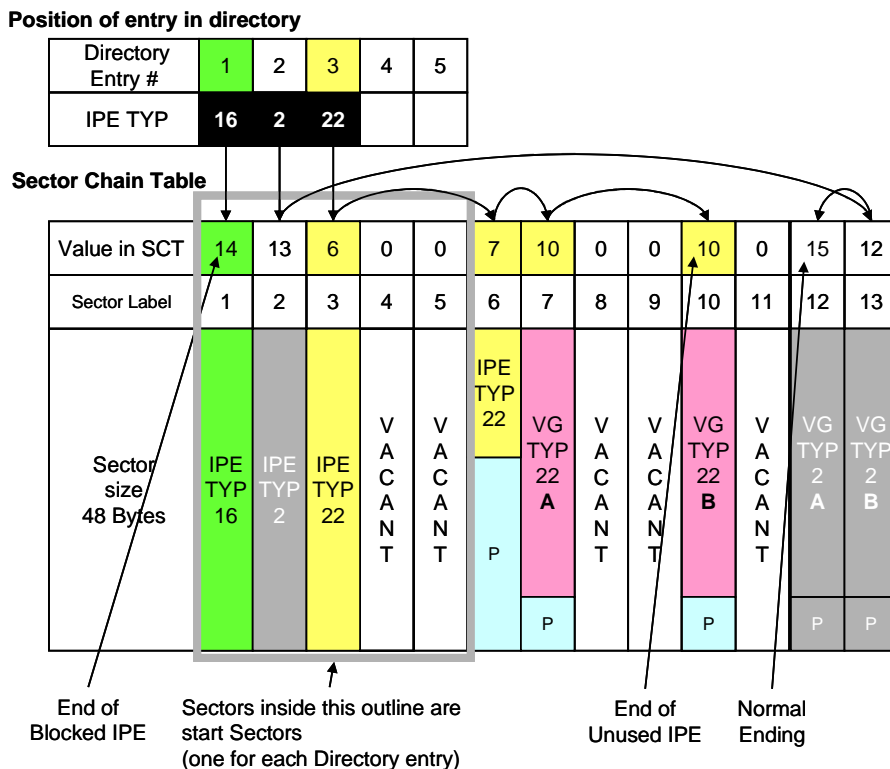 Position of entry in directory
Directory Entry # 1 2 3 4 5
IPE TYP 16 2 22
Sector Chain Table
Value in SCT 14 13 6 0 0 7 10 0 0 10 0 15 12
Sector Label 1 2 3 4 5 6 7 8 9 10 11 12 13
Sector
size
48 Bytes
IPE
TYP
16
IPE
TYP
2
IPE
TYP
22
VACANT
VACANT
IPE
TYP
22
P
VG
TYP
22
A
P
VACANT
VACANT
VG
TYP
22
B
P
VACANT
VG
TYP
2
A
P
VG
TYP
2
B
P
End of
Blocked IPE
Sectors inside this outline are
start Sectors
(one for each Directory entry)
End of
Unused IPE
Normal
Ending